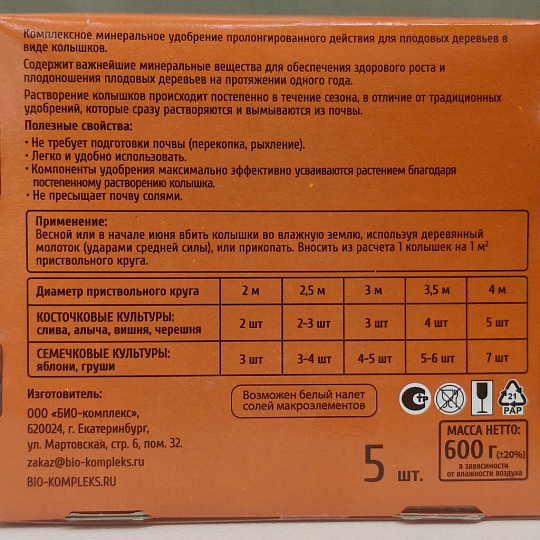 Комплексное минеральное удобрение пролонгированного действия для плодовых деревьев в
виде колышков.
Содержит важнейшие минеральные вещества для обеспечения здорового роста и
плодоношения плодовых деревьев на протяжении одного года.
Растворение колышков происходит постепенно в течение сезона, в отличие от традиционных
удобрений, которые сразу растворяются и вымываются из почвы.
Полезные свойства:
· Не требует подготовки почвы (перекопка, рыхление).
· Легко и удобно использовать.
· Компоненты удобрения максимально эффективно усваиваются растением благодаря
постепенному растворению колышка.
· Не пресыщает почву солями.
Применение:
Весной или в начале июня вбить колышки во влажную землю, используя деревянный
молоток (ударами средней силы), или прикопать. Вносить из расчета 1 колышек на 1 м²
приствольного круга.
Диаметр приствольного круга 2 м 2,5 м 3 м 3,5 м 4 м
КОСТОЧКОВЫЕ КУЛЬТУРЫ:
слива, алыча, вишня, черешня 2 шт 2-3 шт 3 шт 4 шт 5 шт
СЕМЕЧКОВЫЕ КУЛЬТУРЫ:
яблони, груши 3 шт 3-4 шт 4-5 шт 5-6 шт 7 шт
Изготовитель:
ООО «БИО-комплекс»,
620024, г. Екатеринбург,
ул. Мартовская, стр. 6, пом. 32.
zakaz@bio-kompleks.ru
BIO-KOMPLEKS.RU
Возможен белый налет
солей макроэлементов
СТР
21
PAP
5 шт.
МАССА НЕТТО:
600 г (±20%)
в зависимости
от влажности воздуха